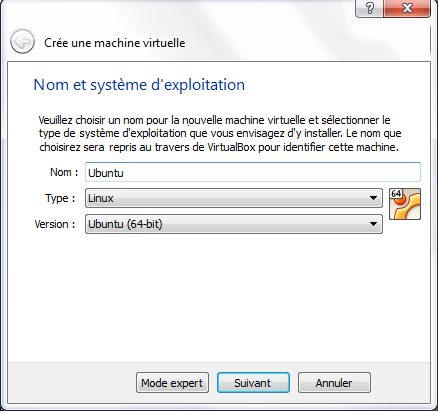 Crée une machine virtuelle
Nom et système d'exploitation
Veuillez choisir un nom pour la nouvelle machine virtuelle et sélectionner le
type de système d'exploitation que vous envisagez d'y installer. Le nom que
choisirez sera repris au travers de VirtualBox pour identifier cette machine.
Nom : Ubuntu
Type : Linux
64
Version : Ubuntu (64-bit)
Mode expert Suivant Annuler